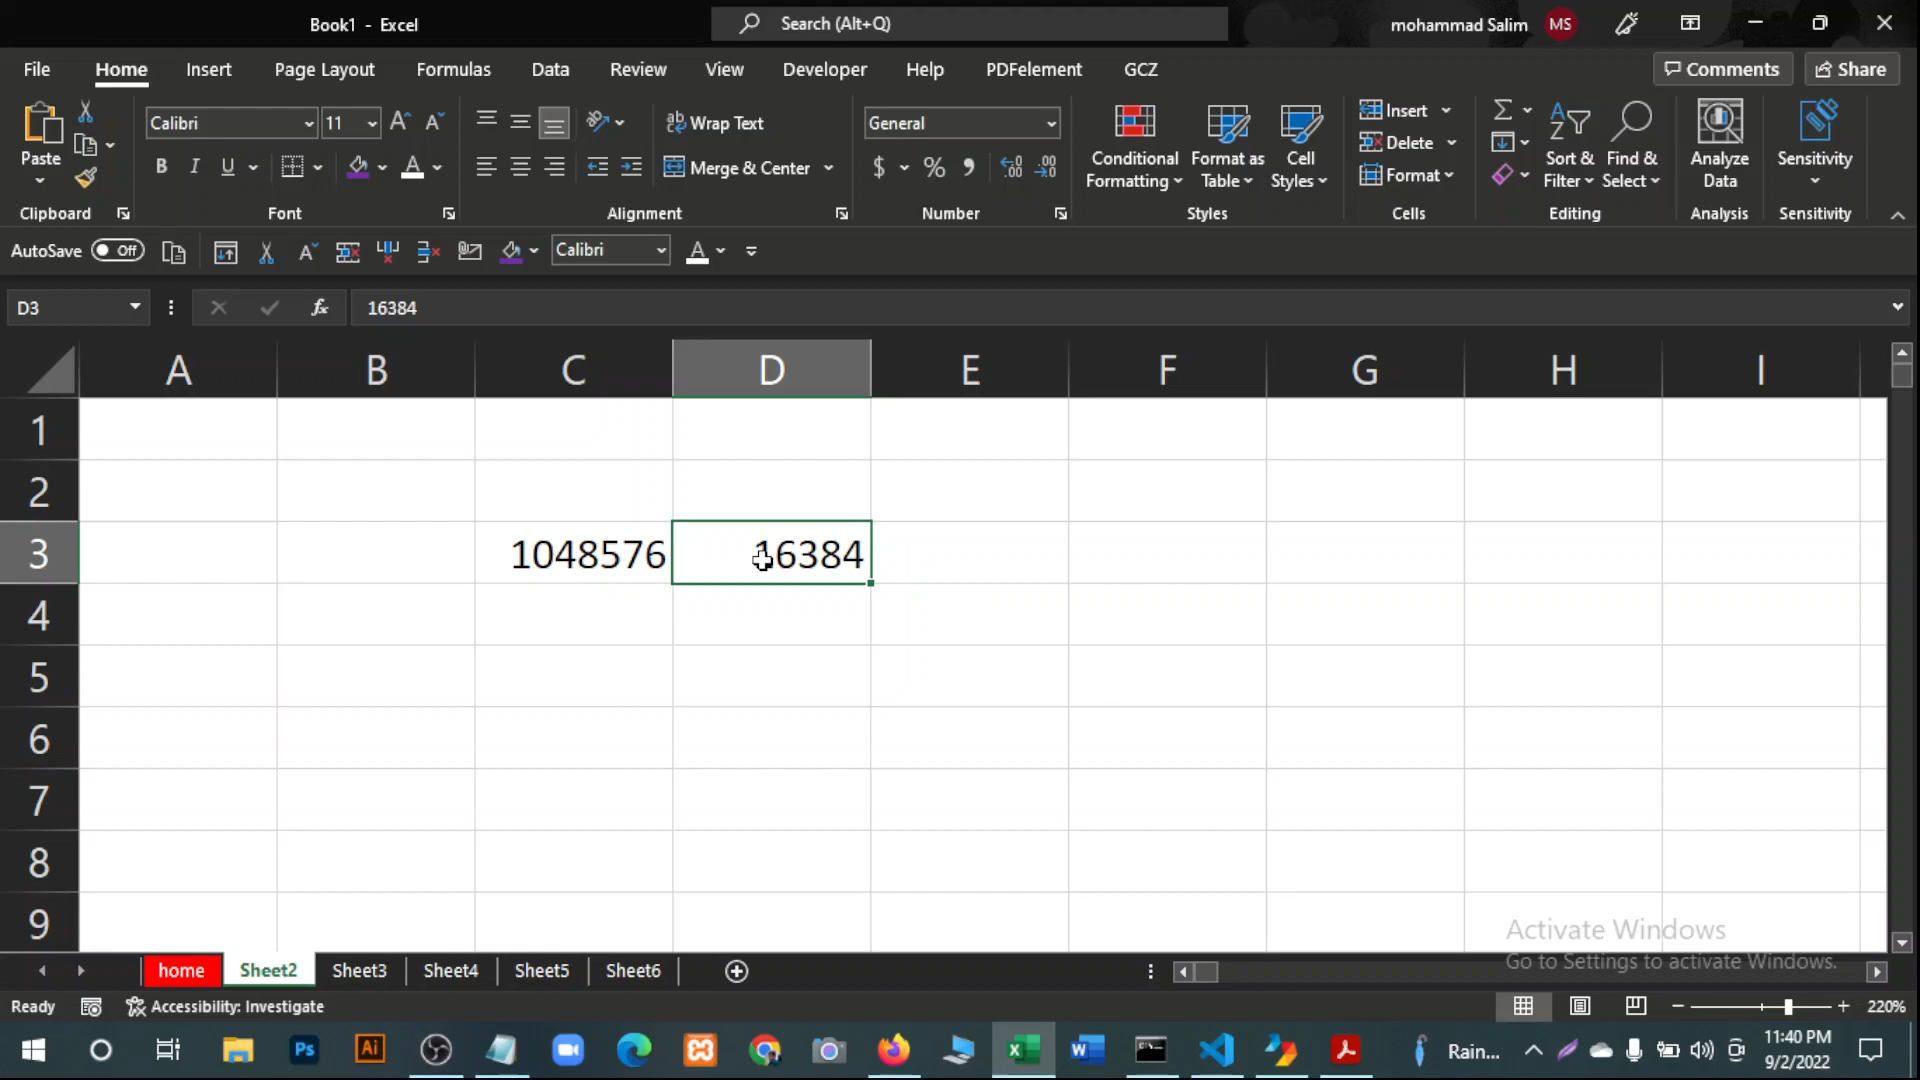 Book1 - Excel
Search (Alt+Q)
mohammad Salim
MS
File Home Insert Page Layout Formulas Data Review View Developer Help PDFelement GCZ
Comments Share
Paste
Clipboard
Calibri 11
B I U
Font
Wrap Text
Merge & Center
Alignment
General
$ %
Number
Conditional Formatting
Format as Table
Cell Styles
Styles
Insert
Delete
Format
Cells
Sort & Filter
Find & Select
Editing
Analyze Data
Analysis
Sensitivity
Sensitivity
AutoSave Off
Calibri
D3
fx 16384
A B C D E F G H I
1
2
3 1048576 16384
4
5
6
7
8
9
Activate Windows
Go to Settings to activate Windows.
home Sheet2 Sheet3 Sheet4 Sheet5 Sheet6
Ready
Accessibility: Investigate
220%
Ps
Ai
Rain...
11:40 PM
9/2/2022